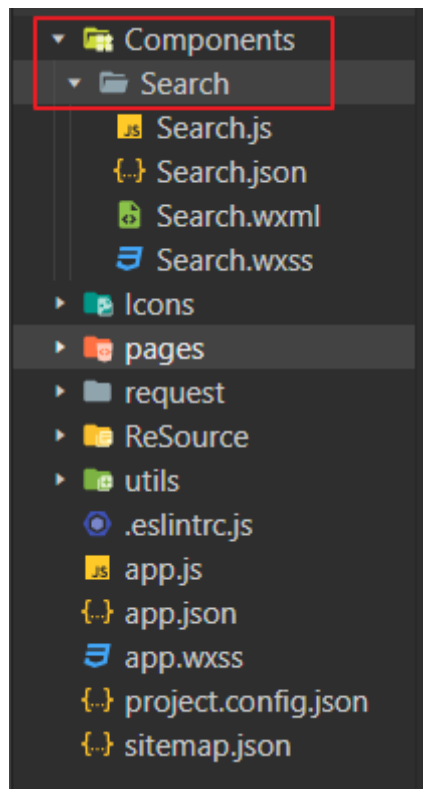 Components
Search
Search.js
Search.json
Search.wxml
Search.wxss
Icons
pages
request
ReSource
utils
.eslintrc.js
app.js
app.json
app.wxss
project.config.json
sitemap.json